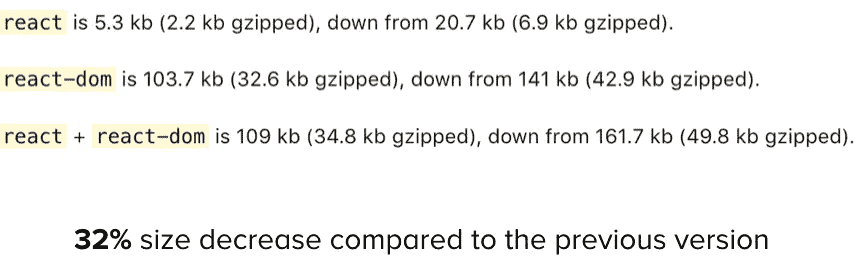 react is 5.3 kb (2.2 kb gzipped), down from 20.7 kb (6.9 kb gzipped).
react-dom is 103.7 kb (32.6 kb gzipped), down from 141 kb (42.9 kb gzipped).
react + react-dom is 109 kb (34.8 kb gzipped), down from 161.7 kb (49.8 kb gzipped).
32% size decrease compared to the previous version